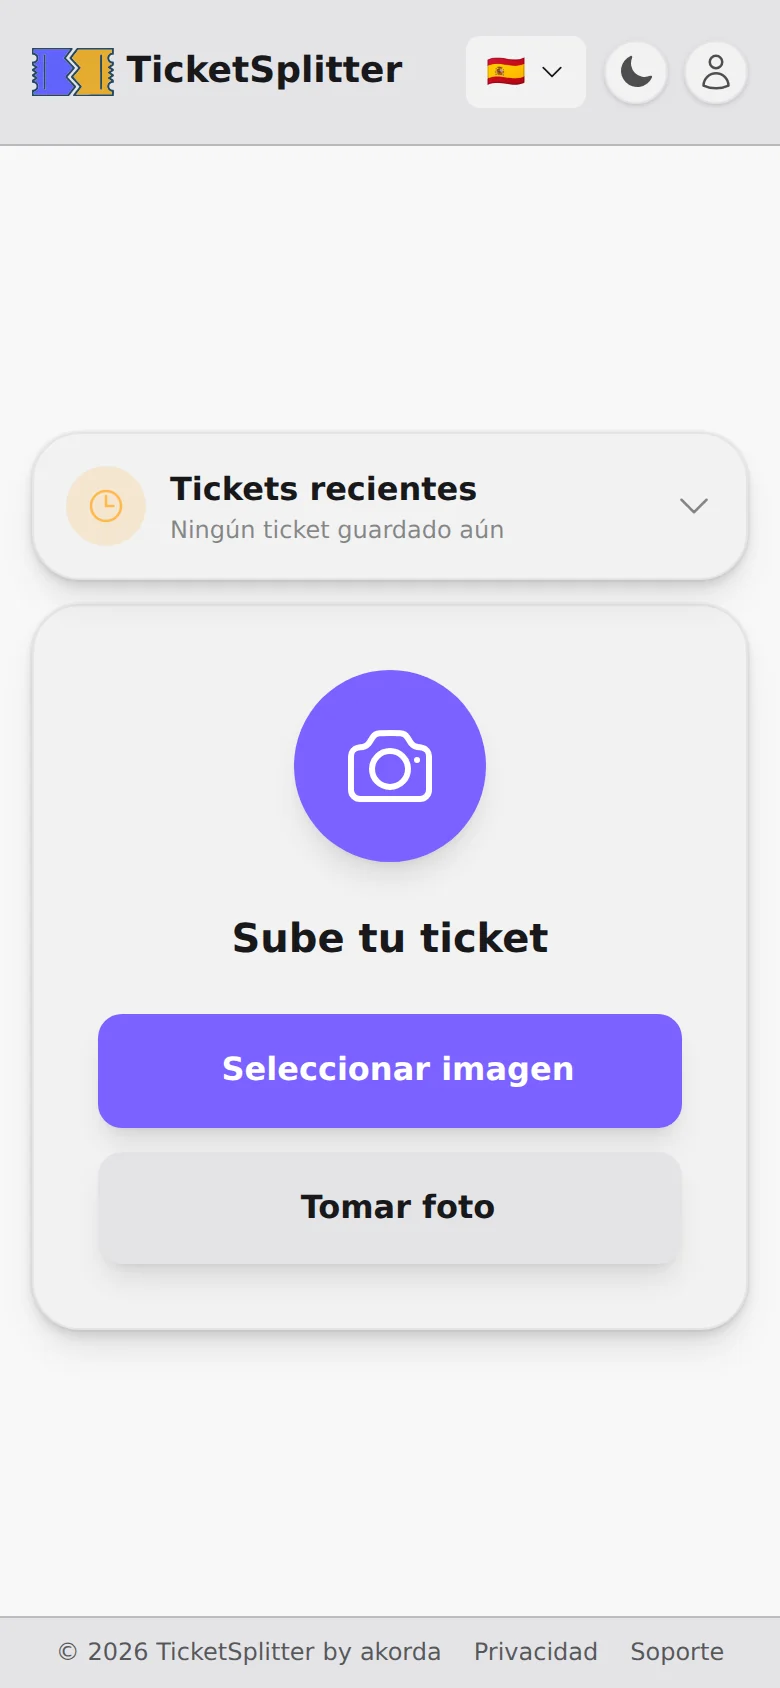 TicketSplitter
Tickets recientes
Ningún ticket guardado aún
Sube tu ticket
Seleccionar imagen
Tomar foto
© 2026 TicketSplitter by akorda Privacidad Soporte